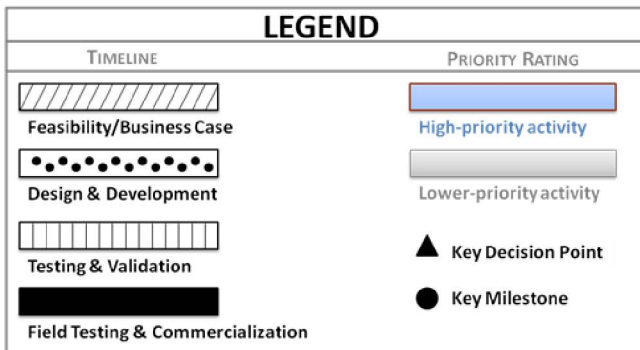 LEGEND
TIMELINE
PRIORITY RATING
Feasibility/Business Case
High-priority activity
Design & Development
Lower-priority activity
Key Decision Point
Testing & Validation
Key Milestone
Field Testing & Commercialization